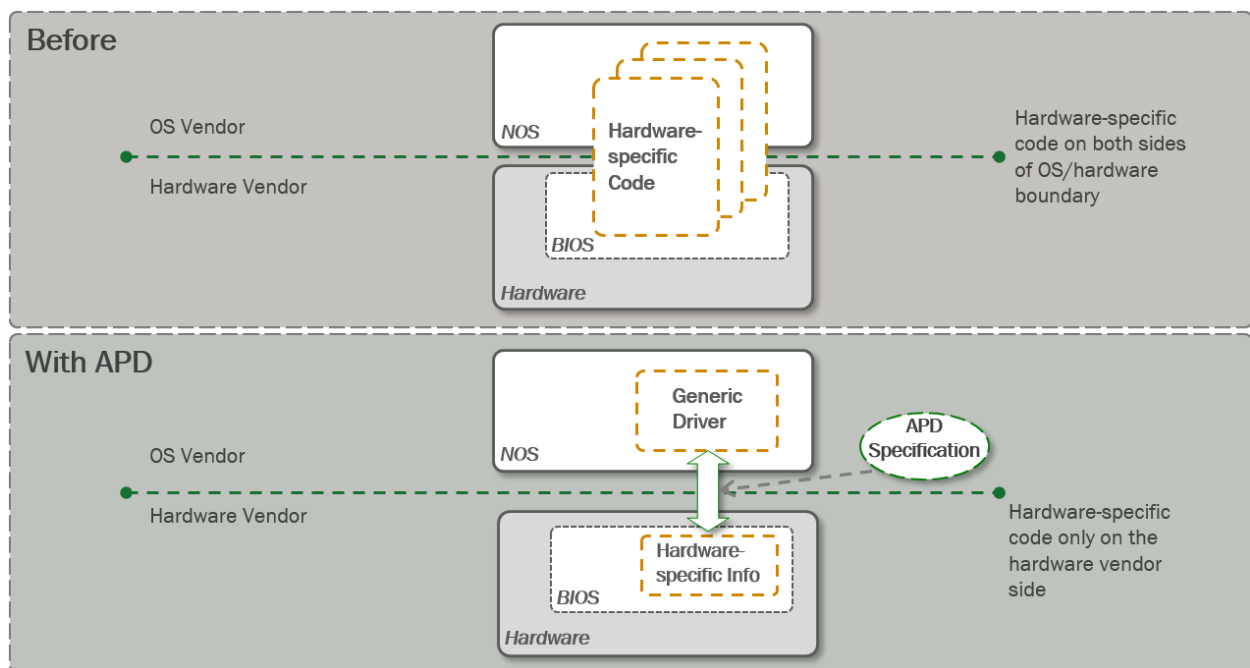 Before
OS Vendor
Hardware Vendor
NOS
Hardware-
specific
Code
BIOS
Hardware
Hardware-specific
code on both sides
of OS/hardware
boundary
With APD
OS Vendor
Hardware Vendor
Generic
Driver
NOS
APD
Specification
Hardware-
specific Info
BIOS
Hardware
Hardware-specific
code only on the
hardware vendor
side